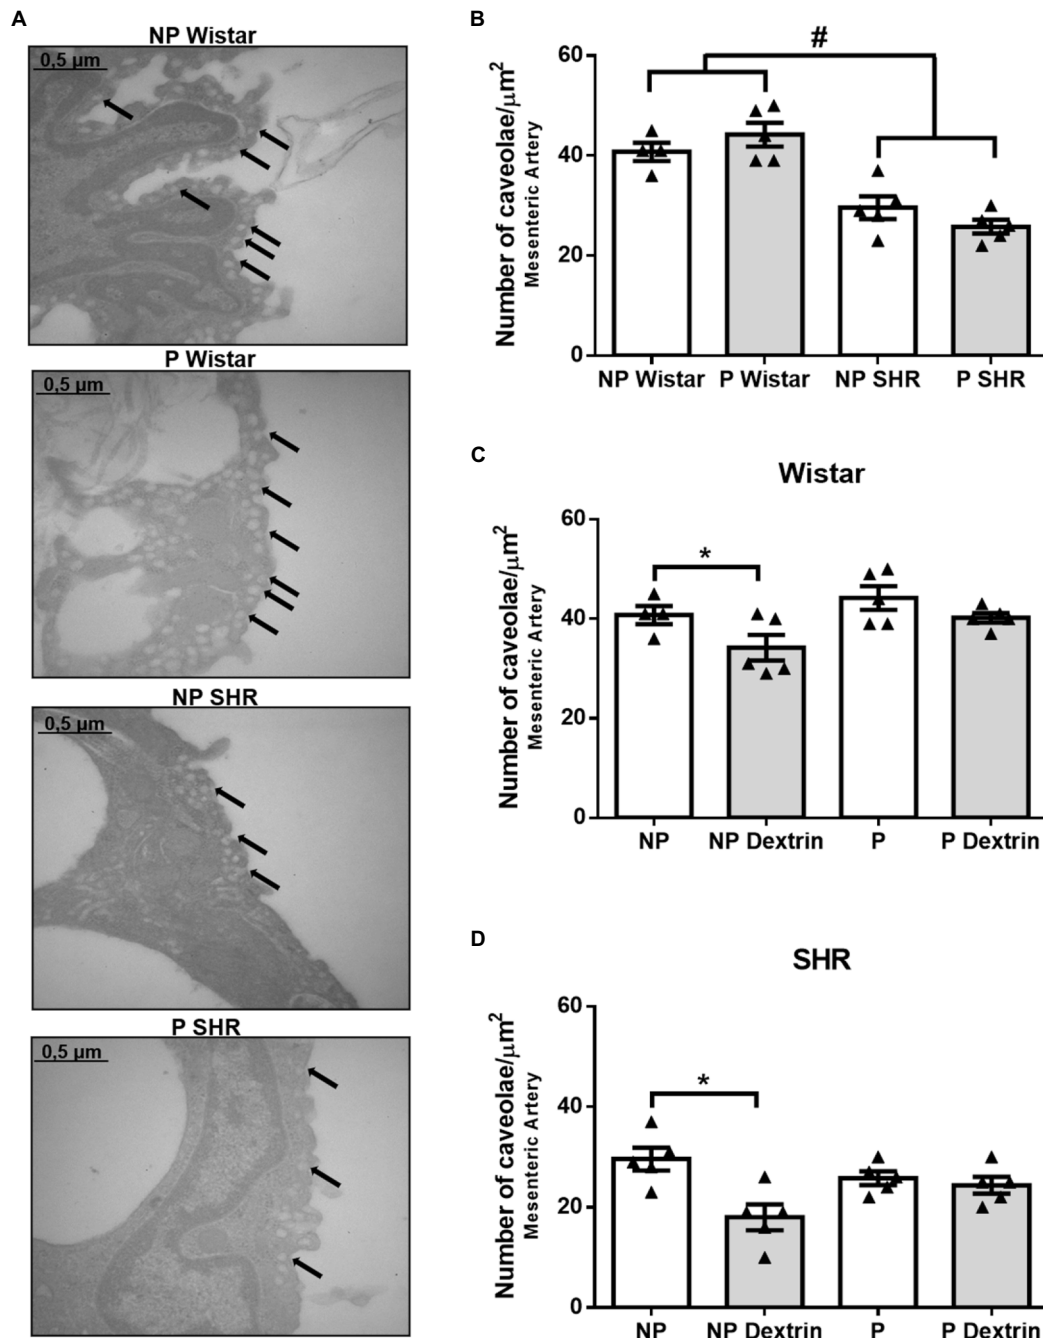 A
NP Wistar
0,5 µm
P Wistar
0,5 µm
NP SHR
0,5 µm
P SHR
0,5 µm
B
Number of caveolae/µm2
Mesenteric Artery
60
40
20
0
#
NP Wistar P Wistar NP SHR P SHR
C
Wistar
Number of caveolae/µm2
Mesenteric Artery
60
40
20
0
*
NP NP Dextrin P P Dextrin
D
SHR
Number of caveolae/µm2
Mesenteric Artery
60
40
20
0
*
NP NP Dextrin P P Dextrin